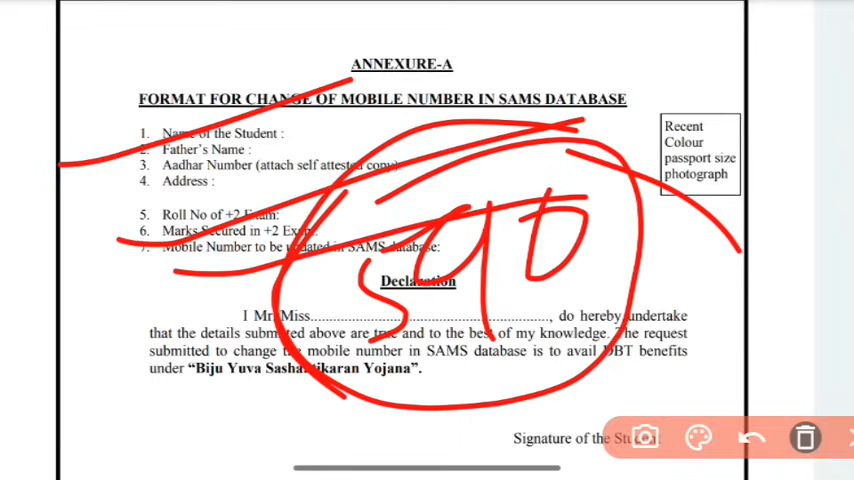 ANNEXURE-A
FORMAT FOR CHANGE OF MOBILE NUMBER IN SAMS DATABASE
Recent
Colour
passport size
photograph
1. Name of the Student :
2. Father's Name :
3. Aadhar Number (attach self attested copy):
4. Address :
5. Roll No of +2 Exam:
6. Marks Secured in +2 Exam:
7. Mobile Number to be updated in SAMS database:
Declaration
I Mr/Miss......................................................, do hereby undertake
that the details submitted above are true and to the best of my knowledge. The request
submitted to change the mobile number in SAMS database is to avail DBT benefits
under "Biju Yuva Sashaktikaran Yojana".
Signature of the Student